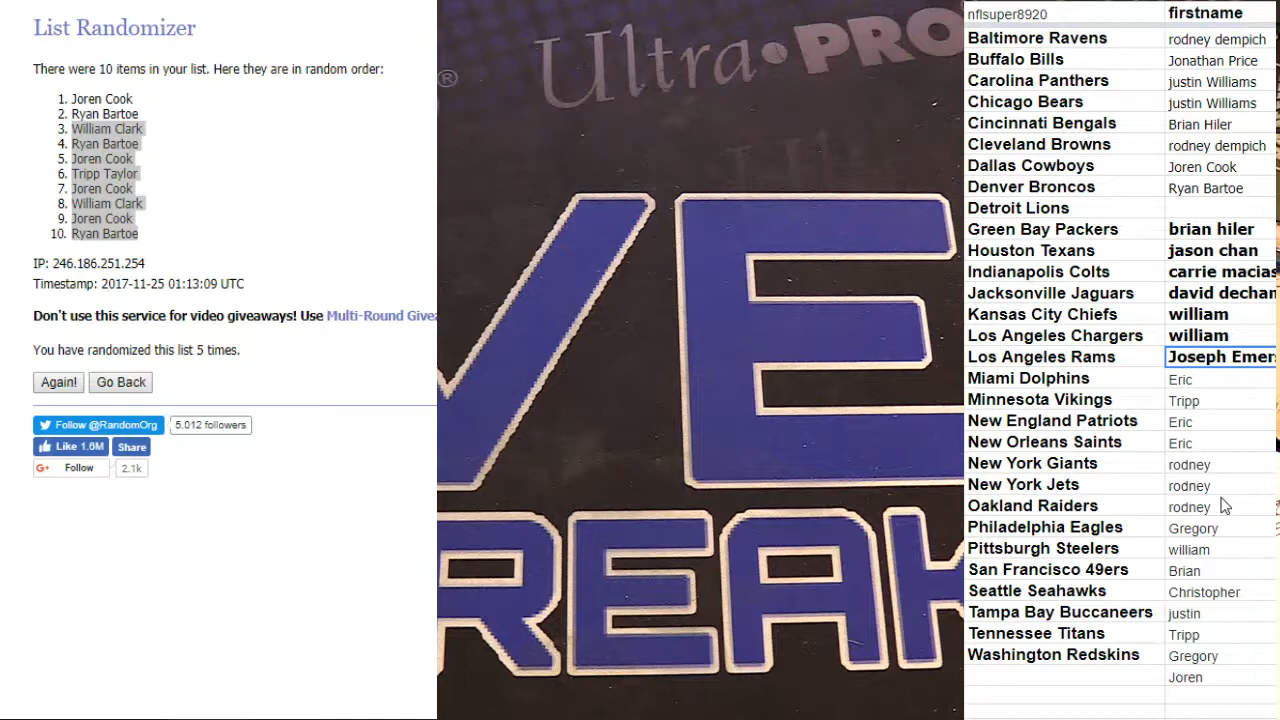 List Randomizer
There were 10 items in your list. Here they are in random order:
1. Joren Cook
2. Ryan Bartoe
3. William Clark
4. Ryan Bartoe
5. Joren Cook
6. Tripp Taylor
7. Joren Cook
8. William Clark
9. Joren Cook
10. Ryan Bartoe
IP: 246.186.251.254
Timestamp: 2017-11-25 01:13:09 UTC
Don't use this service for video giveaways! Use Multi-Round Givea
You have randomized this list 5 times.
Again! Go Back
Follow @RandomOrg 5,012 followers
Like 1.6M Share
G+ Follow 2.1k
® Ultra•PRO
VE
REAK
nflsuper8920 firstname
Baltimore Ravens rodney dempich
Buffalo Bills Jonathan Price
Carolina Panthers justin Williams
Chicago Bears justin Williams
Cincinnati Bengals Brian Hiler
Cleveland Browns rodney dempich
Dallas Cowboys Joren Cook
Denver Broncos Ryan Bartoe
Detroit Lions
Green Bay Packers brian hiler
Houston Texans jason chan
Indianapolis Colts carrie macias
Jacksonville Jaguars david dechan
Kansas City Chiefs william
Los Angeles Chargers william
Los Angeles Rams Joseph Emers
Miami Dolphins Eric
Minnesota Vikings Tripp
New England Patriots Eric
New Orleans Saints Eric
New York Giants rodney
New York Jets rodney
Oakland Raiders rodney
Philadelphia Eagles Gregory
Pittsburgh Steelers william
San Francisco 49ers Brian
Seattle Seahawks Christopher
Tampa Bay Buccaneers justin
Tennessee Titans Tripp
Washington Redskins Gregory
Joren